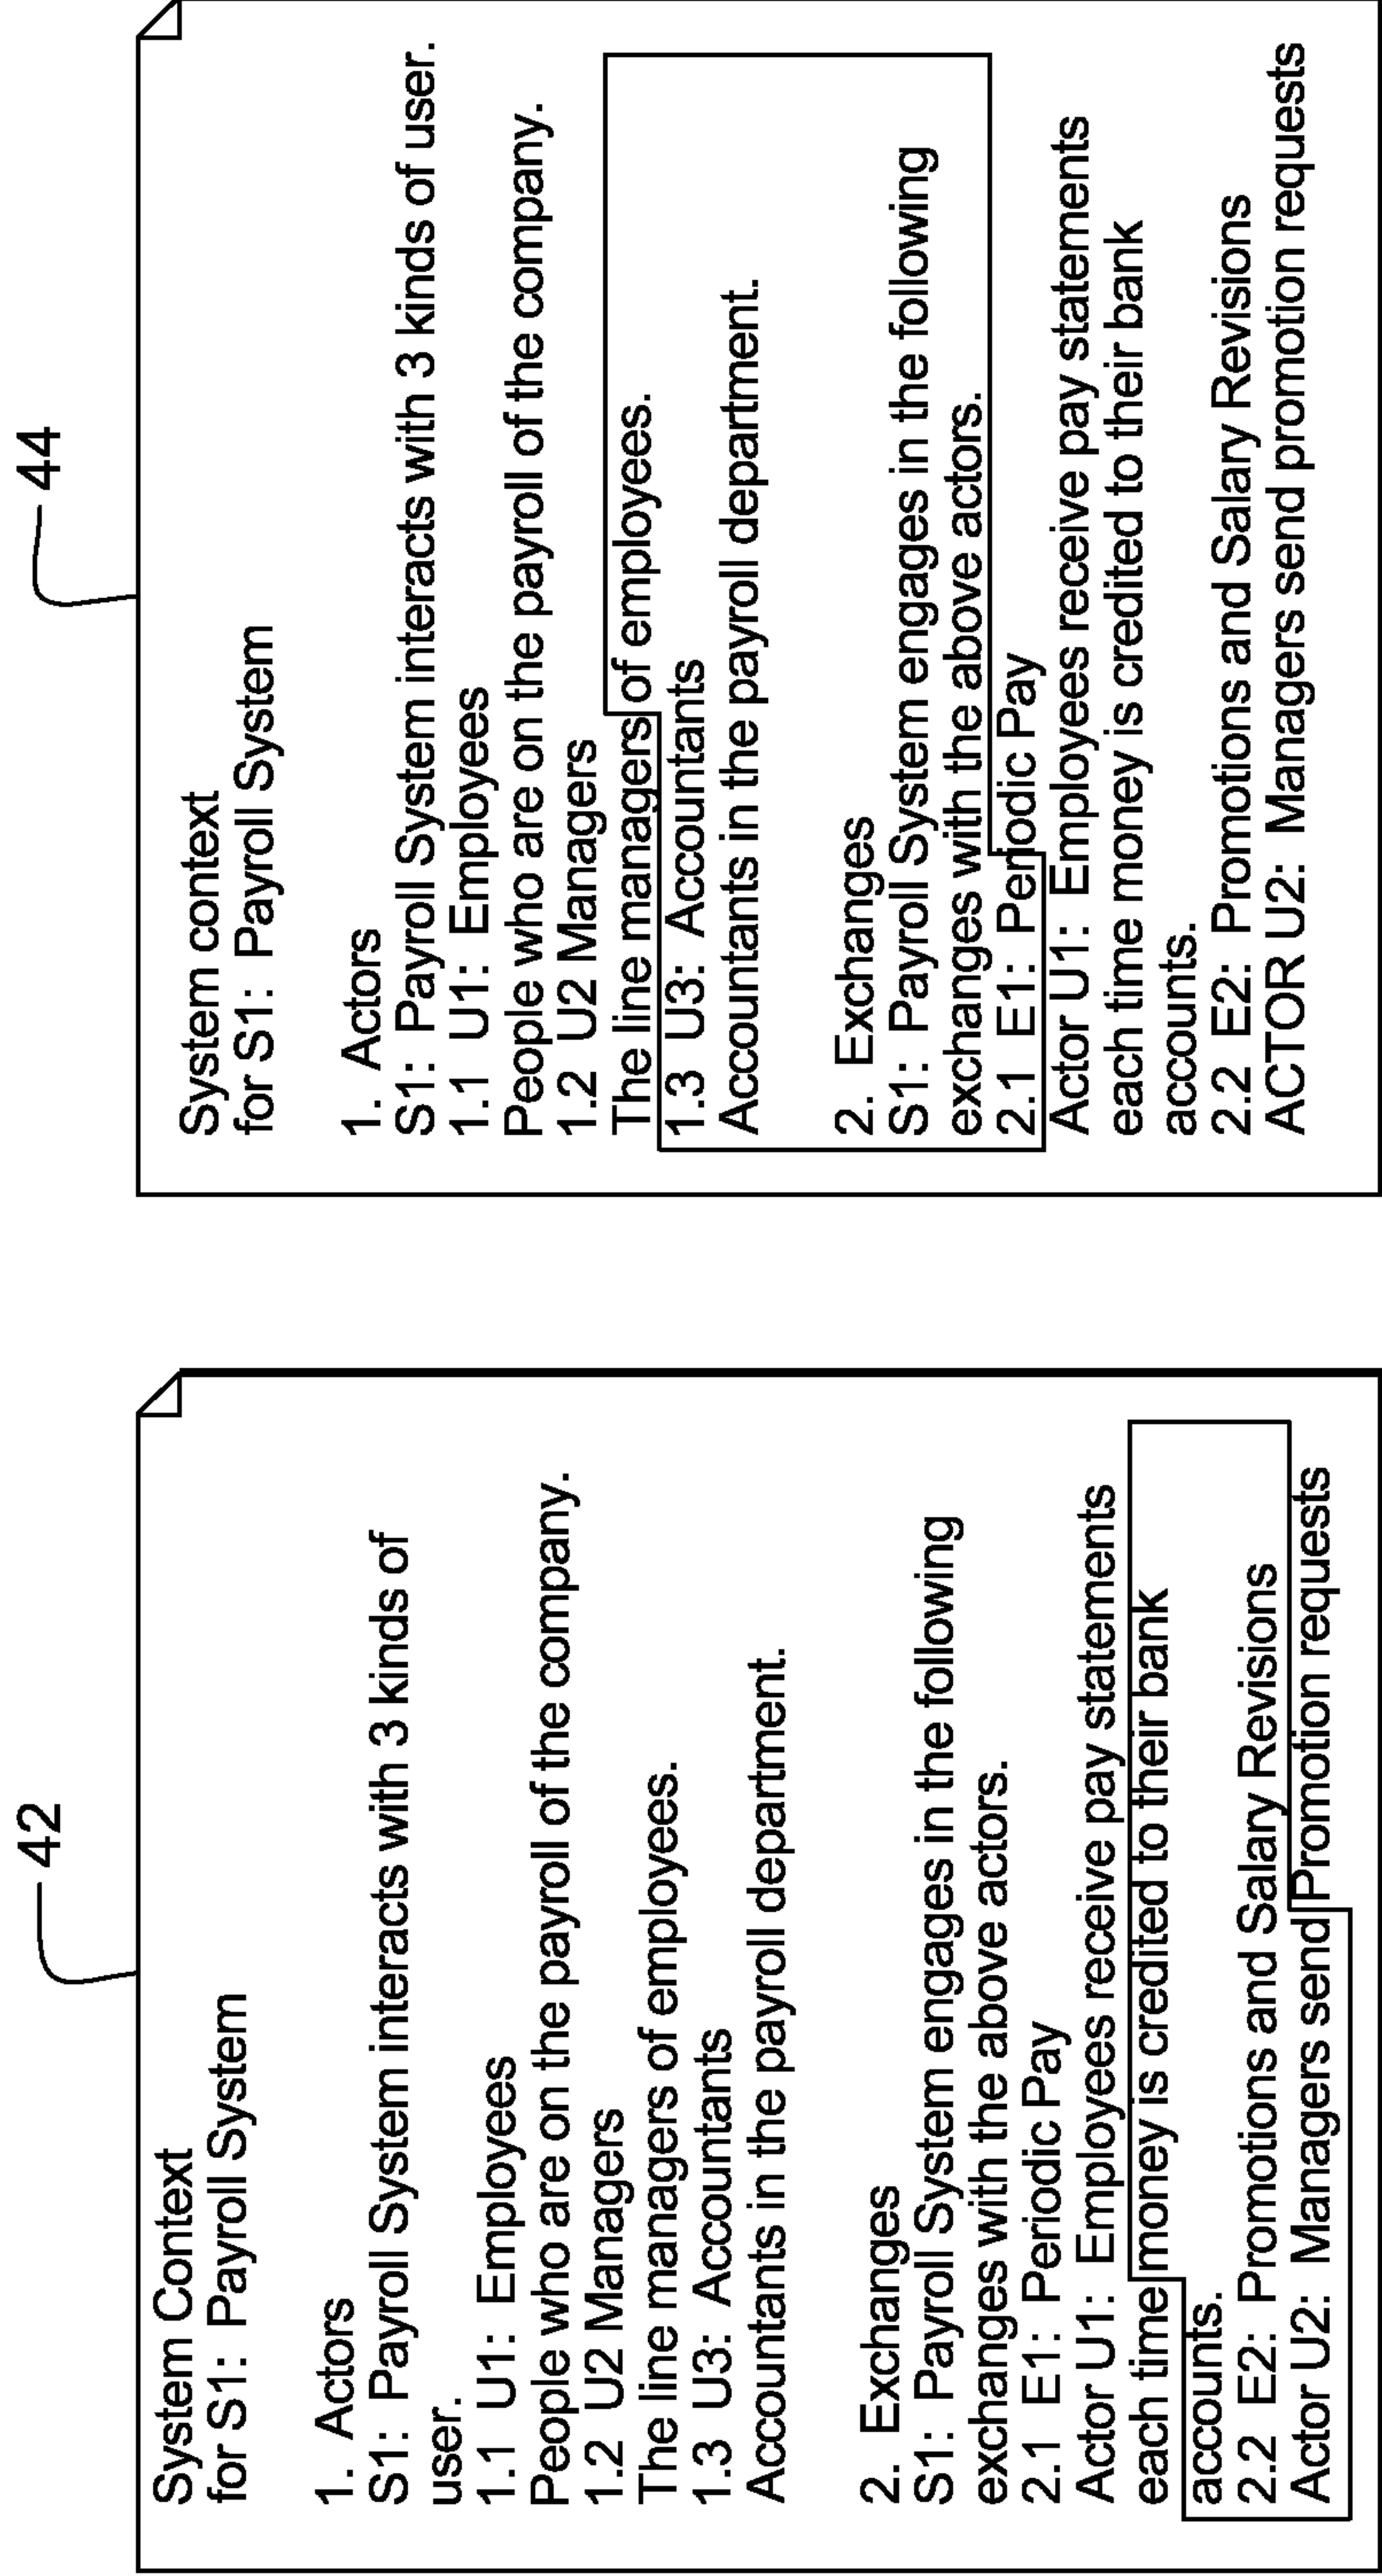 42
System Context
for S1: Payroll System
1. Actors
S1: Payroll System interacts with 3 kinds of
user.
1.1 U1: Employees
People who are on the payroll of the company.
1.2 U2 Managers
The line managers of employees.
1.3 U3: Accountants
Accountants in the payroll department.
2. Exchanges
S1: Payroll System engages in the following
exchanges with the above actors.
2.1 E1: Periodic Pay
Actor U1: Employees receive pay statements
each time money is credited to their bank
accounts.
2.2 E2: Promotions and Salary Revisions
Actor U2: Managers send Promotion requests
44
System context
for S1: Payroll System
1. Actors
S1: Payroll System interacts with 3 kinds of user.
1.1 U1: Employees
People who are on the payroll of the company.
1.2 U2 Managers
The line managers of employees.
1.3 U3: Accountants
Accountants in the payroll department.
2. Exchanges
S1: Payroll System engages in the following
exchanges with the above actors.
2.1 E1: Periodic Pay
Actor U1: Employees receive pay statements
each time money is credited to their bank
accounts.
2.2 E2: Promotions and Salary Revisions
ACTOR U2: Managers send promotion requests